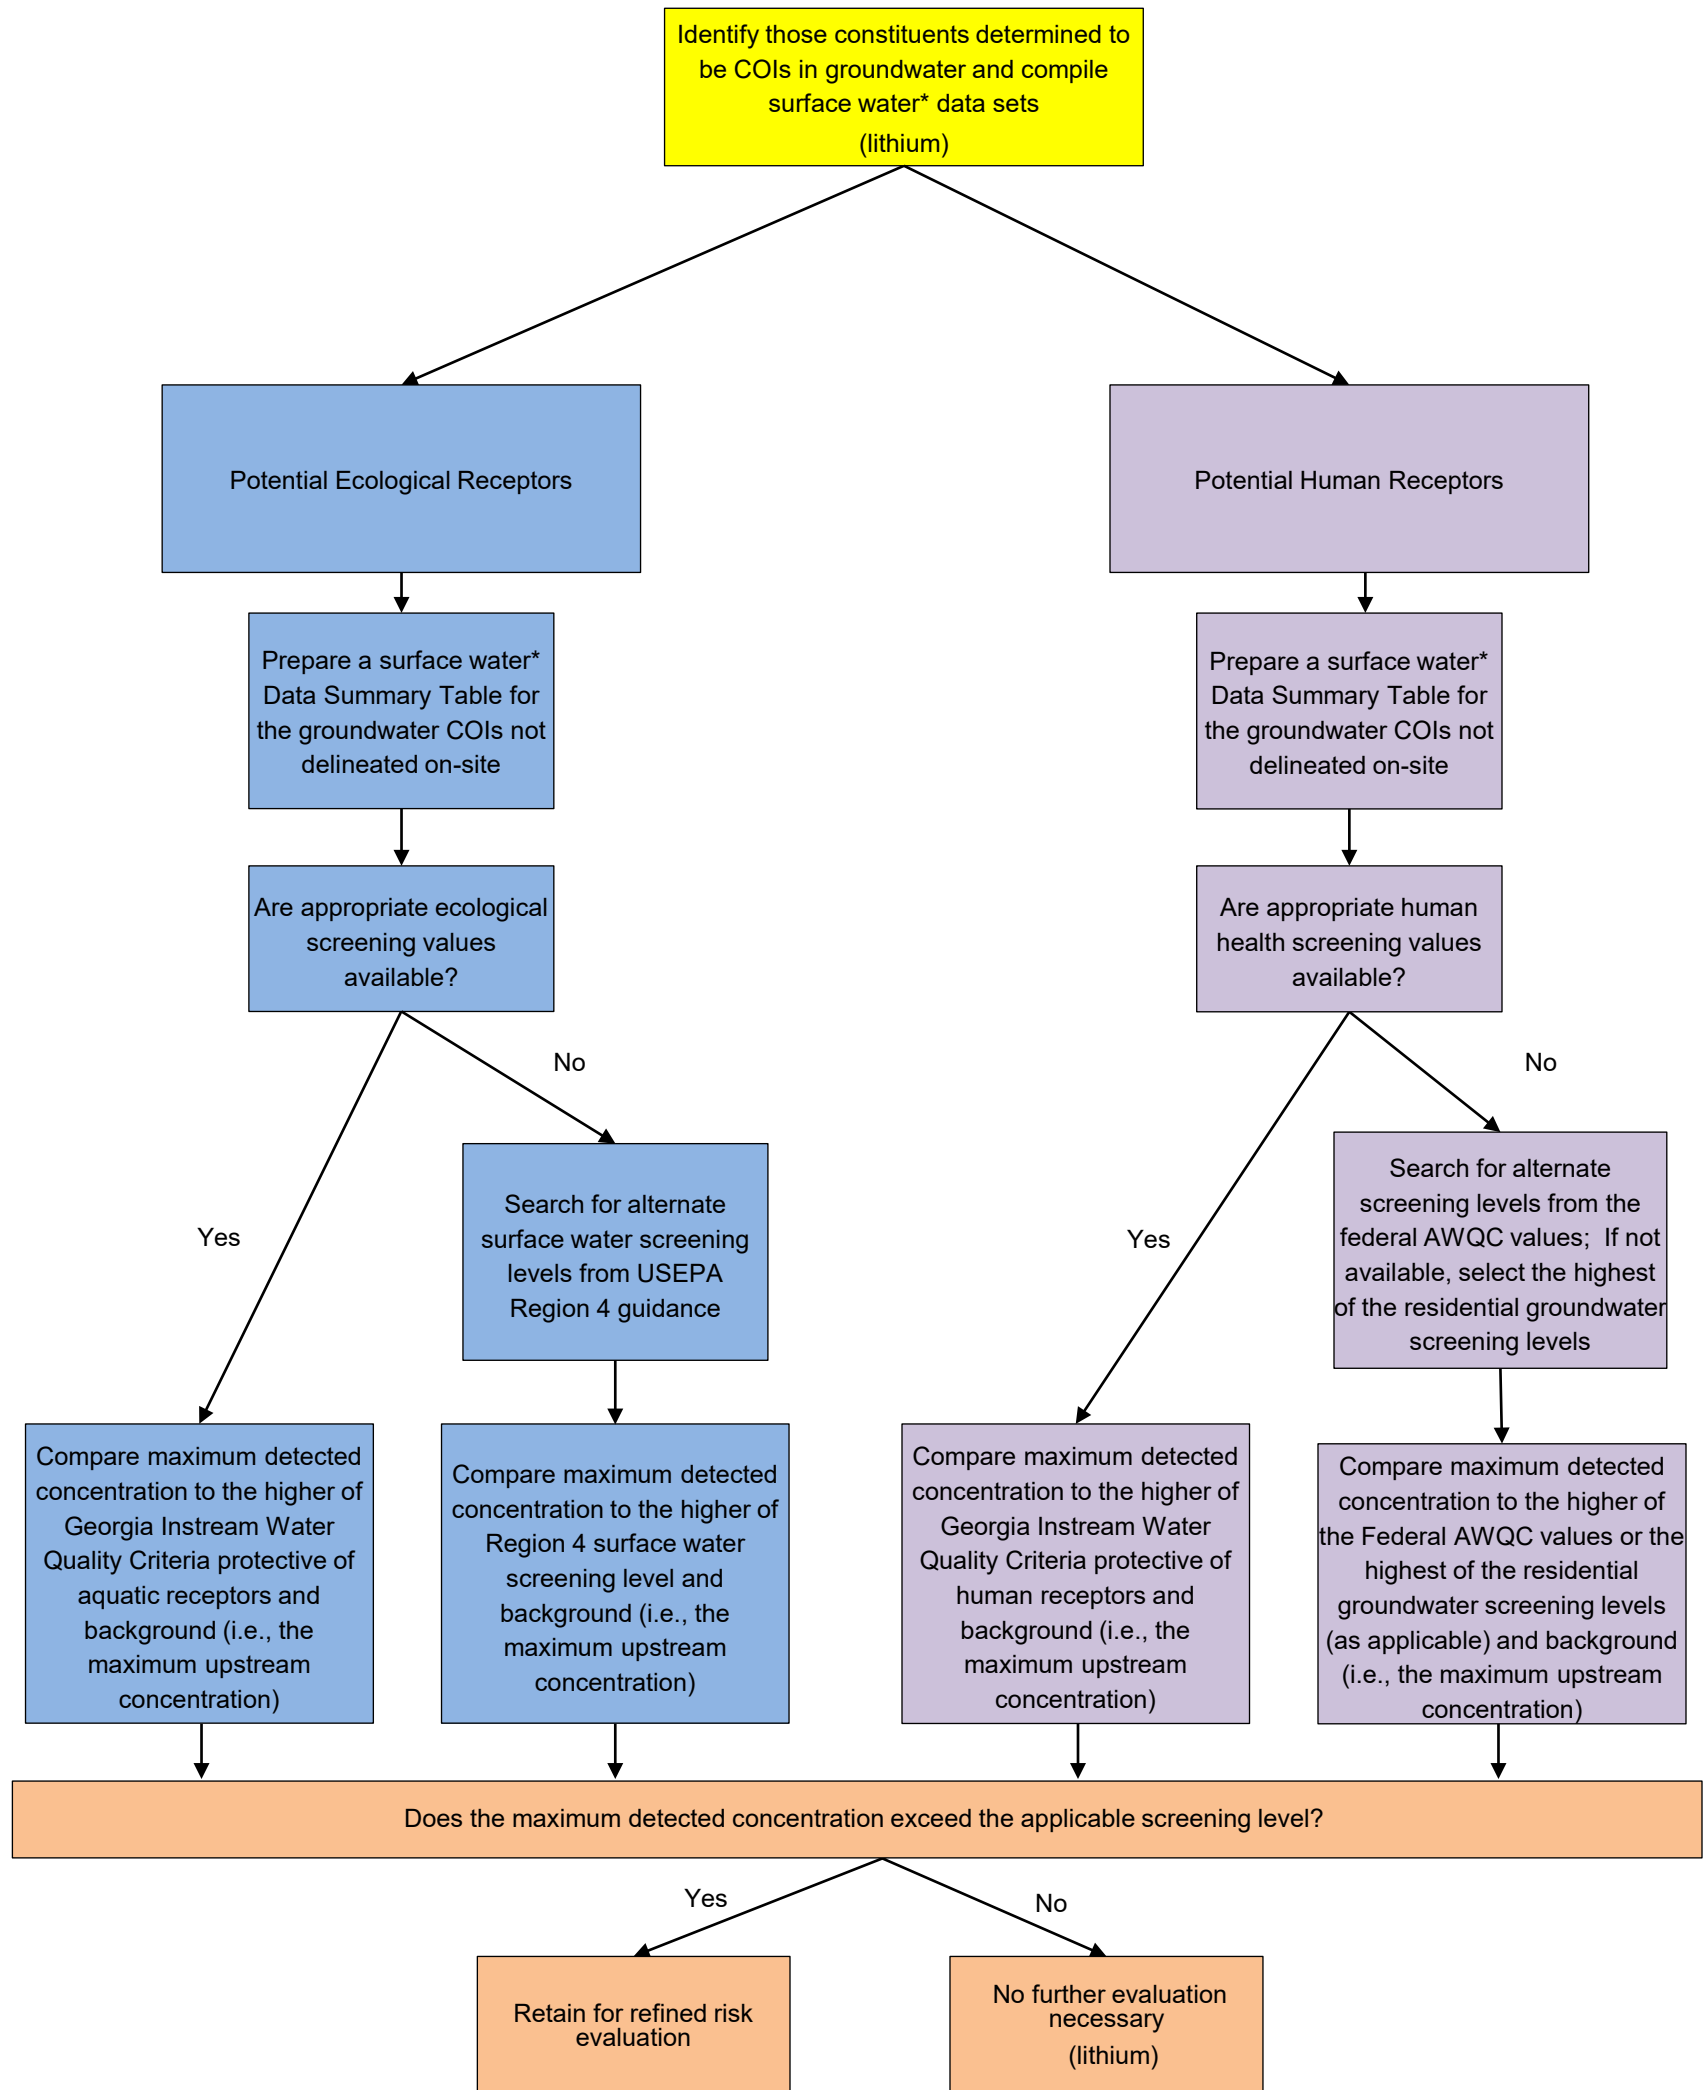 Identify those constituents determined to
be COIs in groundwater and compile
surface water* data sets
(lithium)
Potential Ecological Receptors
Potential Human Receptors
Prepare a surface water*
Data Summary Table for
the groundwater COIs not
delineated on-site
Prepare a surface water*
Data Summary Table for
the groundwater COIs not
delineated on-site
Are appropriate ecological
screening values
available?
Are appropriate human
health screening values
available?
No
No
Yes
Yes
Search for alternate
surface water screening
levels from USEPA
Region 4 guidance
Search for alternate
screening levels from the
federal AWQC values;  If not
available, select the highest
of the residential groundwater
screening levels
Compare maximum detected
concentration to the higher of
Georgia Instream Water
Quality Criteria protective of
aquatic receptors and
background (i.e., the
maximum upstream
concentration)
Compare maximum detected
concentration to the higher of
Region 4 surface water
screening level and
background (i.e., the
maximum upstream
concentration)
Compare maximum detected
concentration to the higher of
Georgia Instream Water
Quality Criteria protective of
human receptors and
background (i.e., the
maximum upstream
concentration)
Compare maximum detected
concentration to the higher of
the Federal AWQC values or the
highest of the residential
groundwater screening levels
(as applicable) and background
(i.e., the maximum upstream
concentration)
Does the maximum detected concentration exceed the applicable screening level?
Yes
No
Retain for refined risk
evaluation
No further evaluation
necessary
(lithium)